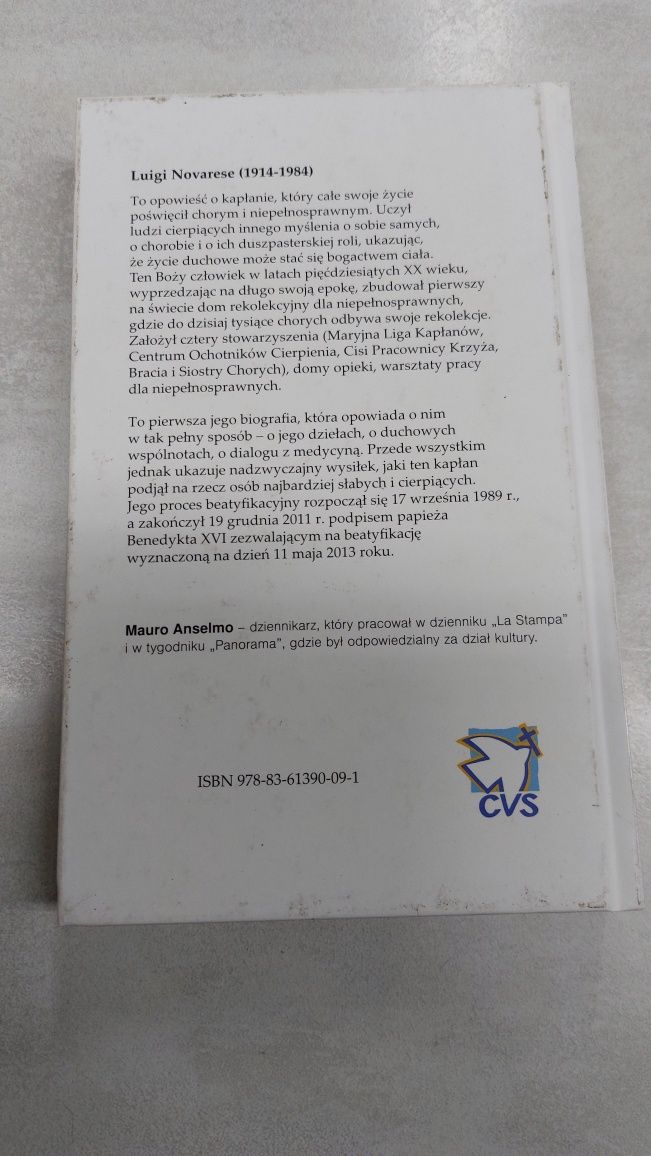 Luigi Novarese (1914-1984)
To opowieść o kapłanie, który całe swoje życie
poświęcił chorym i niepełnosprawnym. Uczył
ludzi cierpiących innego myślenia o sobie samych,
o chorobie i o ich duszpasterskiej roli, ukazując,
że życie duchowe może stać się bogactwem ciała.
Ten Boży człowiek w latach pięćdziesiątych XX wieku,
wyprzedzając na długo swoją epokę, zbudował pierwszy
na świecie dom rekolekcyjny dla niepełnosprawnych,
gdzie do dzisiaj tysiące chorych odbywa swoje rekolekcje.
Założył cztery stowarzyszenia (Maryjna Liga Kapłanów,
Centrum Ochotników Cierpienia, Cisi Pracownicy Krzyża,
Bracia i Siostry Chorych), domy opieki, warsztaty pracy
dla niepełnosprawnych.
To pierwsza jego biografia, która opowiada o nim
w tak pełny sposób – o jego dziełach, o duchowych
wspólnotach, o dialogu z medycyną. Przede wszystkim
jednak ukazuje nadzwyczajny wysiłek, jaki ten kapłan
podjął na rzecz osób najbardziej słabych i cierpiących.
Jego proces beatyfikacyjny rozpoczął się 17 września 1989 r.,
a zakończył 19 grudnia 2011 r. podpisem papieża
Benedykta XVI zezwalającym na beatyfikację
wyznaczoną na dzień 11 maja 2013 roku.
Mauro Anselmo – dziennikarz, który pracował w dzienniku „La Stampa”
i w tygodniku „Panorama”, gdzie był odpowiedzialny za dział kultury.
ISBN 978-83-61390-09-1
CVS